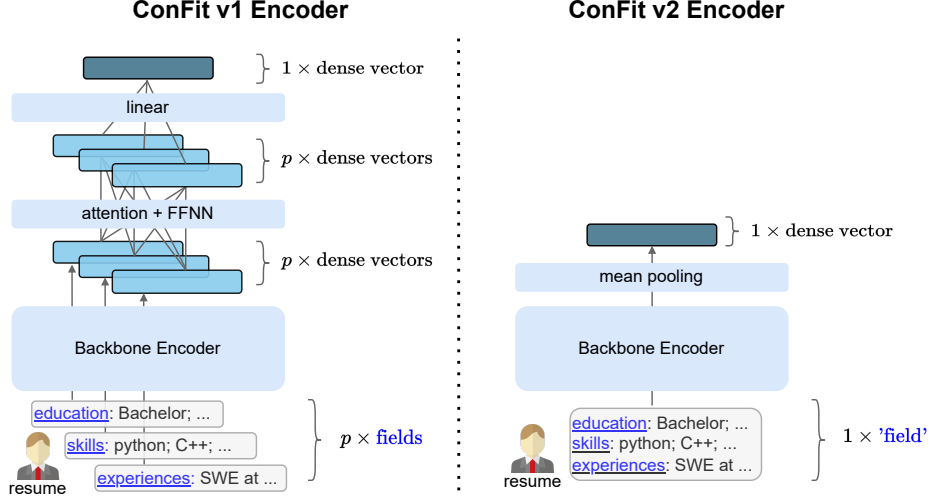 ConFit v1 Encoder
1 × dense vector
linear
p × dense vectors
attention + FFNN
p × dense vectors
Backbone Encoder
education: Bachelor; ...
skills: python; C++; ...
experiences: SWE at ...
resume
p × fields
ConFit v2 Encoder
1 × dense vector
mean pooling
Backbone Encoder
education: Bachelor; ...
skills: python; C++; ...
experiences: SWE at ...
resume
1 × 'field'